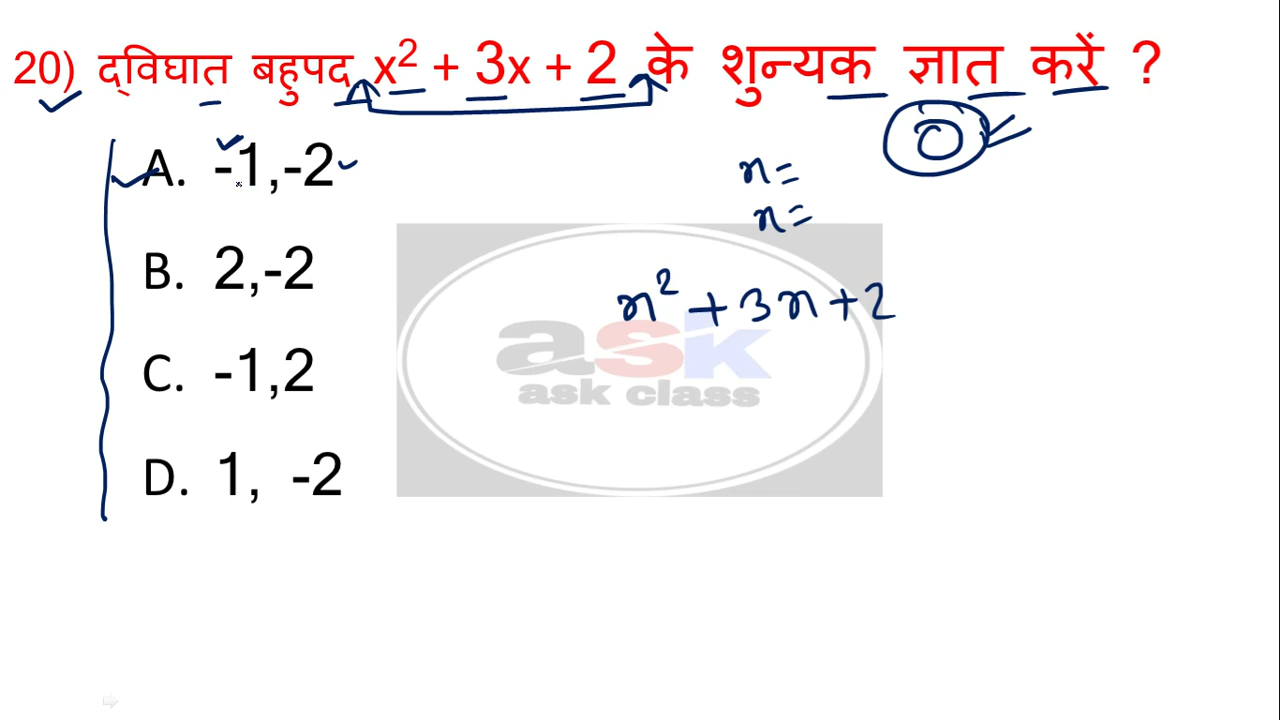 20) द्विघात बहुपद x² + 3x + 2 के शुन्यक ज्ञात करें ?
0
A. -1,-2
x=
x=
B. 2,-2
x² + 3x + 2
ask
ask class
C. -1,2
D. 1, -2